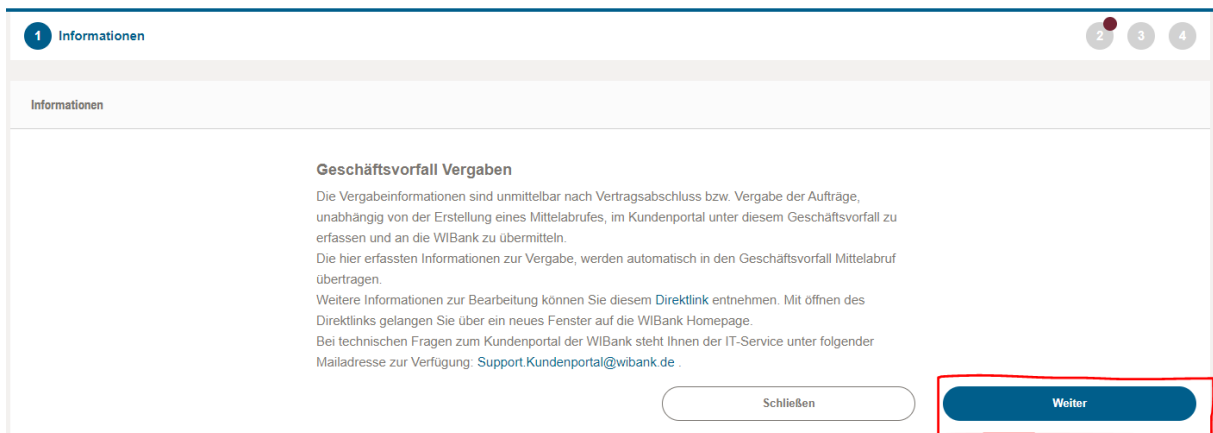 1 Informationen 2 3 4
Informationen
Geschäftsvorfall Vergaben
Die Vergabeinformationen sind unmittelbar nach Vertragsabschluss bzw. Vergabe der Aufträge,
unabhängig von der Erstellung eines Mittelabrufes, im Kundenportal unter diesem Geschäftsvorfall zu
erfassen und an die WIBank zu übermitteln.
Die hier erfassten Informationen zur Vergabe, werden automatisch in den Geschäftsvorfall Mittelabruf
übertragen.
Weitere Informationen zur Bearbeitung können Sie diesem Direktlink entnehmen. Mit öffnen des
Direktlinks gelangen Sie über ein neues Fenster auf die WIBank Homepage.
Bei technischen Fragen zum Kundenportal der WIBank steht Ihnen der IT-Service unter folgender
Mailadresse zur Verfügung: Support.Kundenportal@wibank.de .
Schließen Weiter